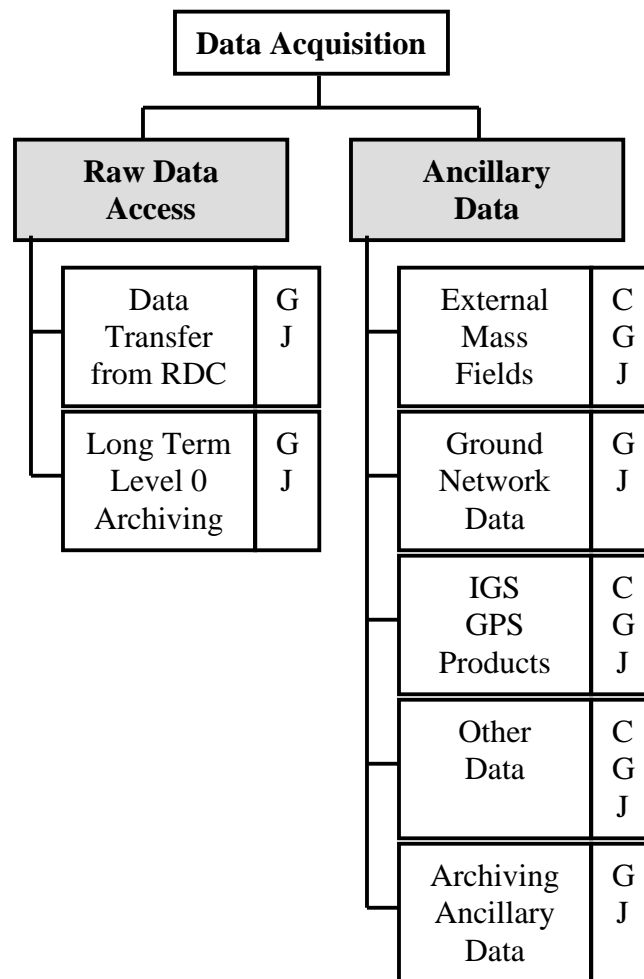 Data Acquisition
Raw Data
Access
Data
Transfer
from RDC
G
J
Long Term
Level 0
Archiving
G
J
Ancillary
Data
External
Mass
Fields
C
G
J
Ground
Network
Data
G
J
IGS
GPS
Products
C
G
J
Other
Data
C
G
J
Archiving
Ancillary
Data
G
J